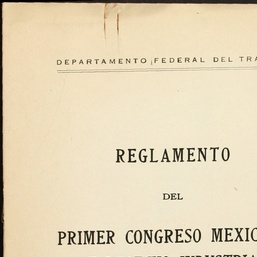 DEPARTAMENTO FEDERAL DEL TRA
REGLAMENTO
DEL
PRIMER CONGRESO MEXIC